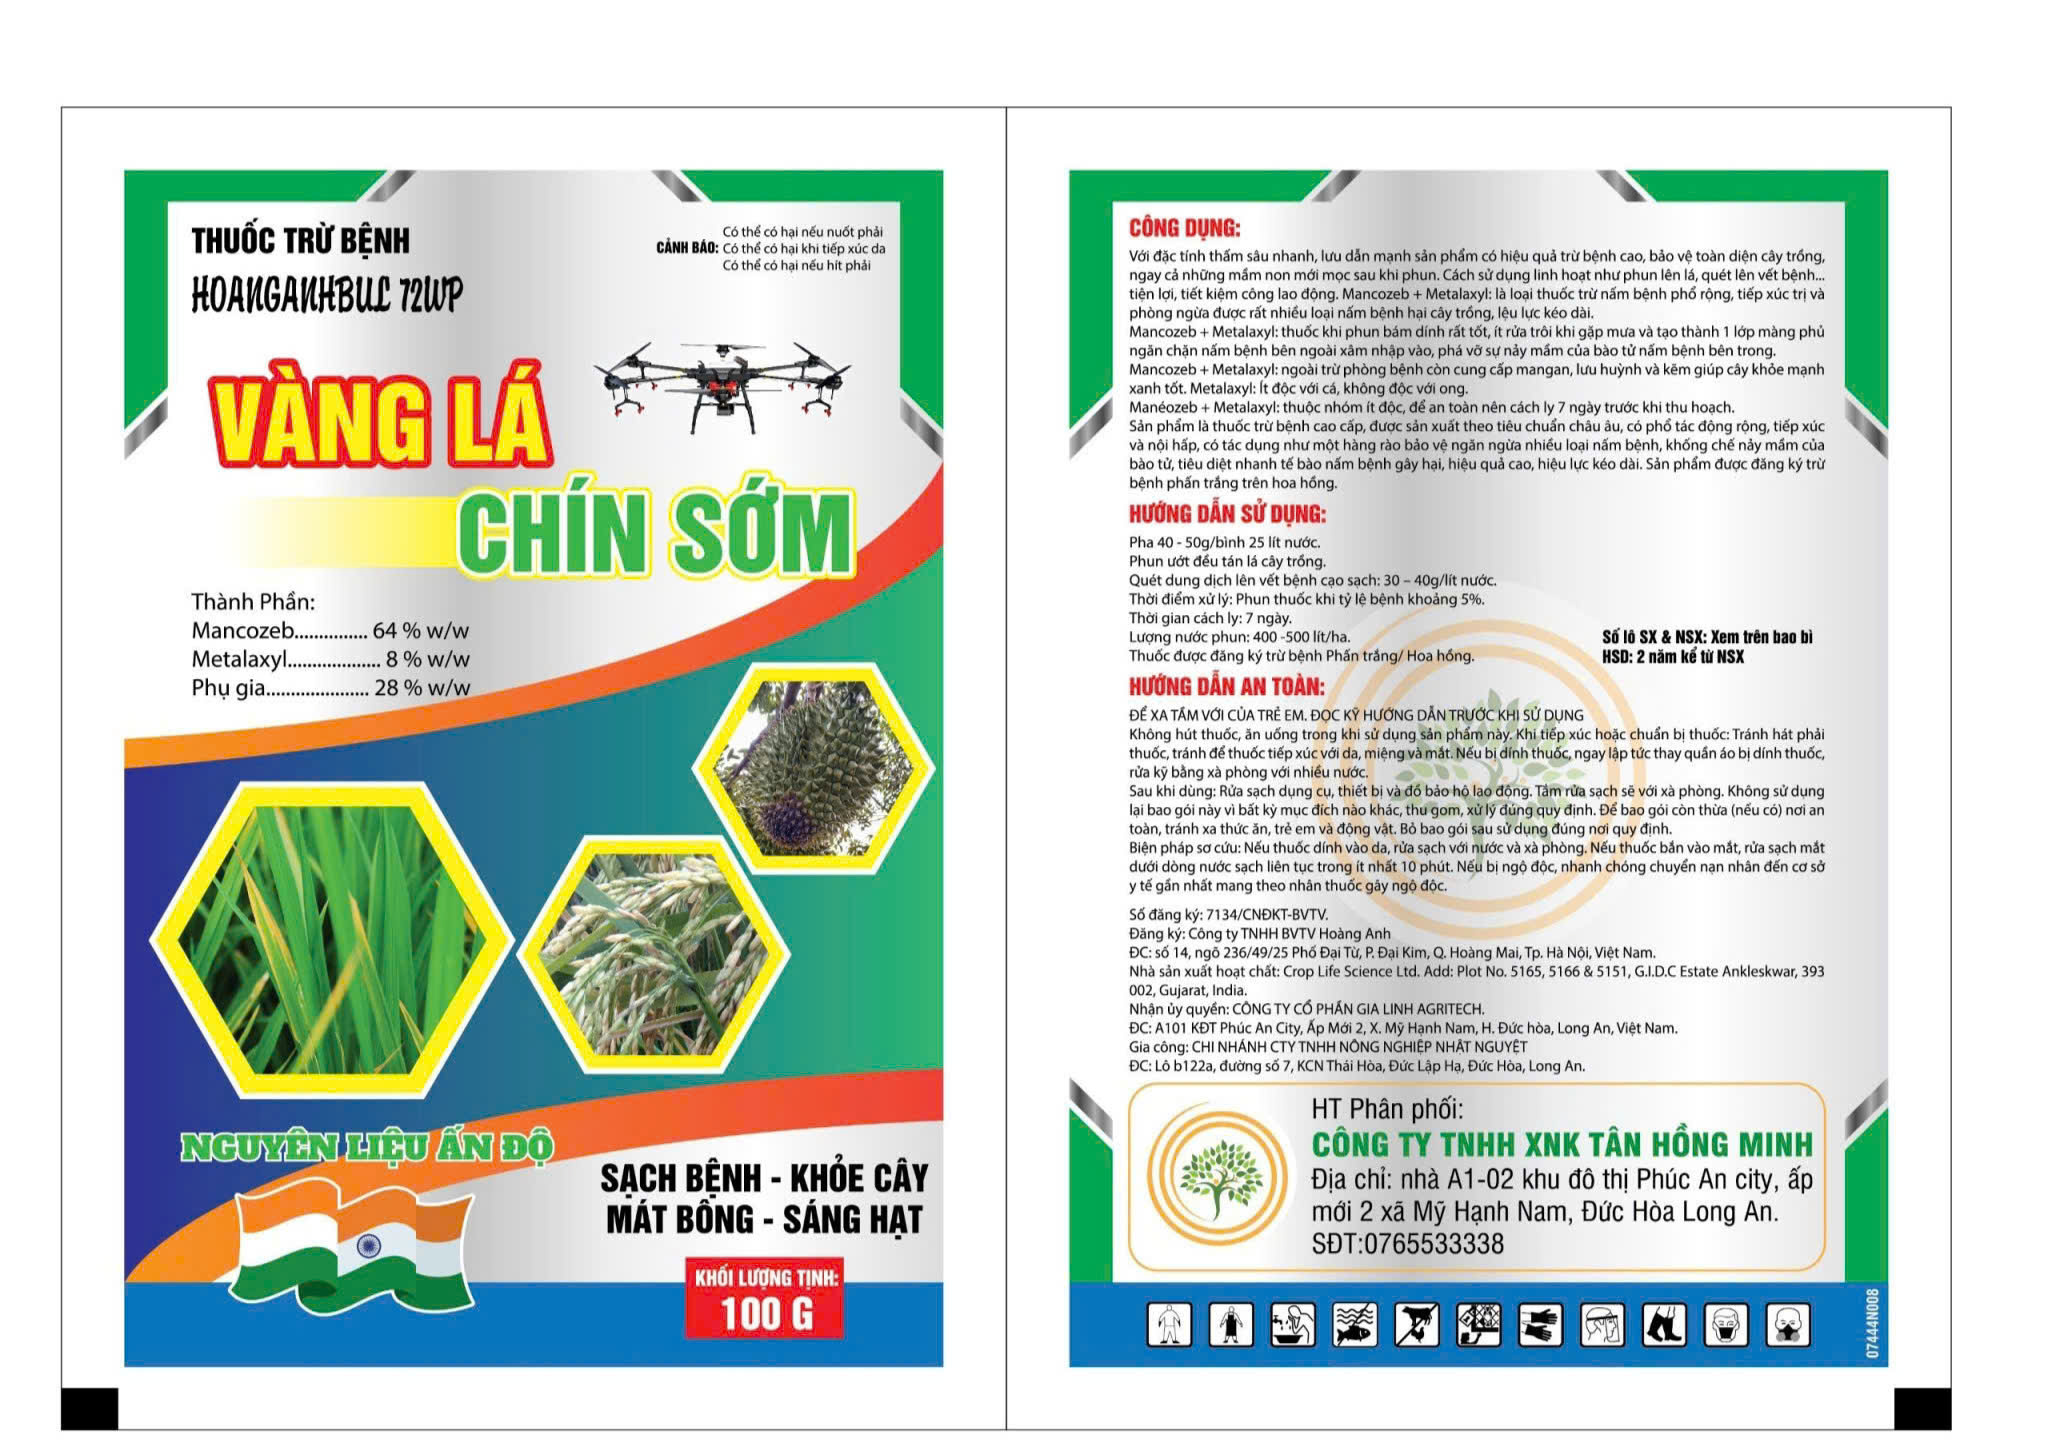 THUỐC TRỪ BỆNH
HOANGANHBUL 72WP
CẢNH BÁO:
Có thể có hại nếu nuốt phải
Có thể có hại khi tiếp xúc da
Có thể có hại nếu hít phải
VÀNG LÁ
CHÍN SỚM
Thành Phần:
Mancozeb............... 64 % w/w
Metalaxyl................... 8 % w/w
Phụ gia..................... 28 % w/w
NGUYÊN LIỆU ẤN ĐỘ
SẠCH BỆNH - KHỎE CÂY
MÁT BÔNG - SÁNG HẠT
KHỐI LƯỢNG TỊNH:
100 G
CÔNG DỤNG:
Với đặc tính thấm sâu nhanh, lưu dẫn mạnh sản phẩm có hiệu quả trừ bệnh cao, bảo vệ toàn diện cây trồng,
ngay cả những mầm non mới mọc sau khi phun. Cách sử dụng linh hoạt như phun lên lá, quét lên vết bệnh...
tiện lợi, tiết kiệm công lao động. Mancozeb + Metalaxyl: là loại thuốc trừ nấm bệnh phổ rộng, tiếp xúc trị và
phòng ngừa được rất nhiều loại nấm bệnh hại cây trồng, lệu lực kéo dài.
Mancozeb + Metalaxyl: thuốc khi phun bám dính rất tốt, ít rửa trôi khi gặp mưa và tạo thành 1 lớp màng phủ
ngăn chặn nấm bệnh bên ngoài xâm nhập vào, phá vỡ sự nảy mầm của bào tử nấm bệnh bên trong.
Mancozeb + Metalaxyl: ngoài trừ phòng bệnh còn cung cấp mangan, lưu huỳnh và kẽm giúp cây khỏe mạnh
xanh tốt. Metalaxyl: Ít độc với cá, không độc với ong.
Manéozeb + Metalaxyl: thuộc nhóm ít độc, để an toàn nên cách ly 7 ngày trước khi thu hoạch.
Sản phẩm là thuốc trừ bệnh cao cấp, được sản xuất theo tiêu chuẩn châu âu, có phổ tác động rộng, tiếp xúc
và nội hấp, có tác dụng như một hàng rào bảo vệ ngăn ngừa nhiều loại nấm bệnh, khống chế nảy mầm của
bào tử, tiêu diệt nhanh tế bào nấm bệnh gây hại, hiệu quả cao, hiệu lực kéo dài. Sản phẩm được đăng ký trừ
bệnh phấn trắng trên hoa hồng.
HƯỚNG DẪN SỬ DỤNG:
Pha 40 - 50g/bình 25 lít nước.
Phun ướt đều tán lá cây trồng.
Quét dung dịch lên vết bệnh cạo sạch: 30 – 40g/lít nước.
Thời điểm xử lý: Phun thuốc khi tỷ lệ bệnh khoảng 5%.
Thời gian cách ly: 7 ngày.
Lượng nước phun: 400 -500 lít/ha.
Thuốc được đăng ký trừ bệnh Phấn trắng/ Hoa hồng.
Số lô SX & NSX: Xem trên bao bì
HSD: 2 năm kể từ NSX
HƯỚNG DẪN AN TOÀN:
ĐỂ XA TẦM VỚI CỦA TRẺ EM. ĐỌC KỸ HƯỚNG DẪN TRƯỚC KHI SỬ DỤNG
Không hút thuốc, ăn uống trong khi sử dụng sản phẩm này. Khi tiếp xúc hoặc chuẩn bị thuốc: Tránh hát phải
thuốc, tránh để thuốc tiếp xúc với da, miệng và mắt. Nếu bị dính thuốc, ngay lập tức thay quần áo bị dính thuốc,
rửa kỹ bằng xà phòng với nhiều nước.
Sau khi dùng: Rửa sạch dụng cụ, thiết bị và đồ bảo hộ lao động. Tắm rửa sạch sẽ với xà phòng. Không sử dụng
lại bao gói này vì bất kỳ mục đích nào khác, thu gom, xử lý đúng quy định. Để bao gói còn thừa (nếu có) nơi an
toàn, tránh xa thức ăn, trẻ em và động vật. Bỏ bao gói sau sử dụng đúng nơi quy định.
Biện pháp sơ cứu: Nếu thuốc dính vào da, rửa sạch với nước và xà phòng. Nếu thuốc bắn vào mắt, rửa sạch mắt
dưới dòng nước sạch liên tục trong ít nhất 10 phút. Nếu bị ngộ độc, nhanh chóng chuyển nạn nhân đến cơ sở
y tế gần nhất mang theo nhân thuốc gây ngộ độc.
Số đăng ký: 7134/CNĐKT-BVTV.
Đăng ký: Công ty TNHH BVTV Hoàng Anh
ĐC: số 14, ngõ 236/49/25 Phố Đại Từ, P. Đại Kim, Q. Hoàng Mai, Tp. Hà Nội, Việt Nam.
Nhà sản xuất hoạt chất: Crop Life Science Ltd. Add: Plot No. 5165, 5166 & 5151, G.I.D.C Estate Ankleskwar, 393
002, Gujarat, India.
Nhận ủy quyền: CÔNG TY CỔ PHẦN GIA LINH AGRITECH.
ĐC: A101 KĐT Phúc An City, Ấp Mới 2, X. Mỹ Hạnh Nam, H. Đức hòa, Long An, Việt Nam.
Gia công: CHI NHÁNH CTY TNHH NÔNG NGHIỆP NHẬT NGUYỆT
ĐC: Lô b122a, đường số 7, KCN Thái Hòa, Đức Lập Hạ, Đức Hòa, Long An.
HT Phân phối:
CÔNG TY TNHH XNK TÂN HỒNG MINH
Địa chỉ: nhà A1-02 khu đô thị Phúc An city, ấp
mới 2 xã Mỹ Hạnh Nam, Đức Hòa Long An.
SĐT:0765533338
07444N008